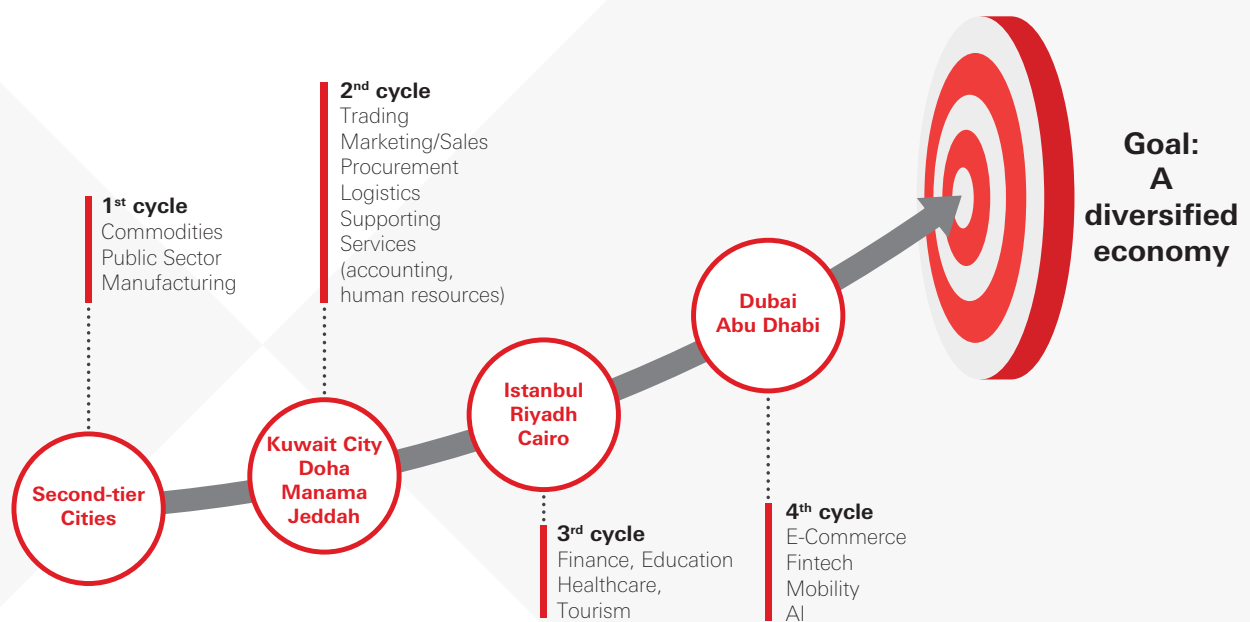 1st cycle
Commodities
Public Sector
Manufacturing
Second-tier
Cities
2nd cycle
Trading
Marketing/Sales
Procurement
Logistics
Supporting
Services
(accounting,
human resources)
Kuwait City
Doha
Manama
Jeddah
Istanbul
Riyadh
Cairo
3rd cycle
Finance, Education
Healthcare,
Tourism
Dubai
Abu Dhabi
4th cycle
E-Commerce
Fintech
Mobility
AI
Goal:
A
diversified
economy